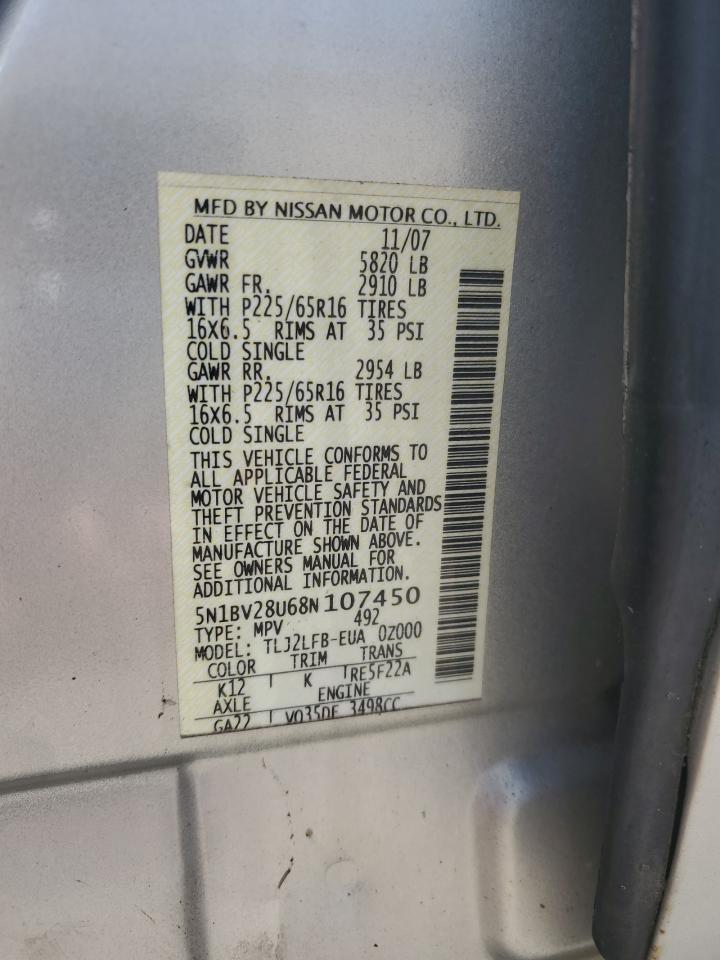 MFD BY NISSAN MOTOR CO., LTD.
DATE 11/07
GVWR 5820 LB
GAWR FR. 2910 LB
WITH P225/65R16 TIRES
16X6.5 RIMS AT 35 PSI
COLD SINGLE
GAWR RR. 2954 LB
WITH P225/65R16 TIRES
16X6.5 RIMS AT 35 PSI
COLD SINGLE
THIS VEHICLE CONFORMS TO
ALL APPLICABLE FEDERAL
MOTOR VEHICLE SAFETY AND
THEFT PREVENTION STANDARDS
IN EFFECT ON THE DATE OF
MANUFACTURE SHOWN ABOVE.
SEE OWNERS MANUAL FOR
ADDITIONAL INFORMATION.
5N1BV28U68N107450
TYPE: MPV 492
MODEL: TLJ2LFB-EUA 0Z000
COLOR TRIM TRANS
K12 K RE5F22A
AXLE ENGINE
GA22 VQ35DE 3498CC